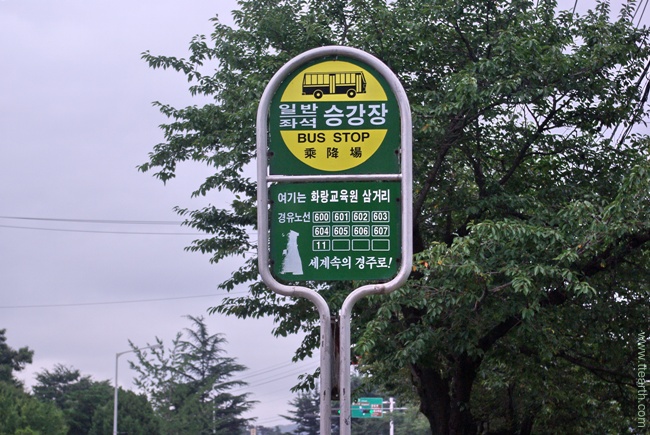 일반
좌석 승강장
BUS STOP
乘降場
여기는 화랑교육원 삼거리
경유노선 600 601 602 603
604 605 606 607
11
세계속의 경주로!
www.ttearth.com